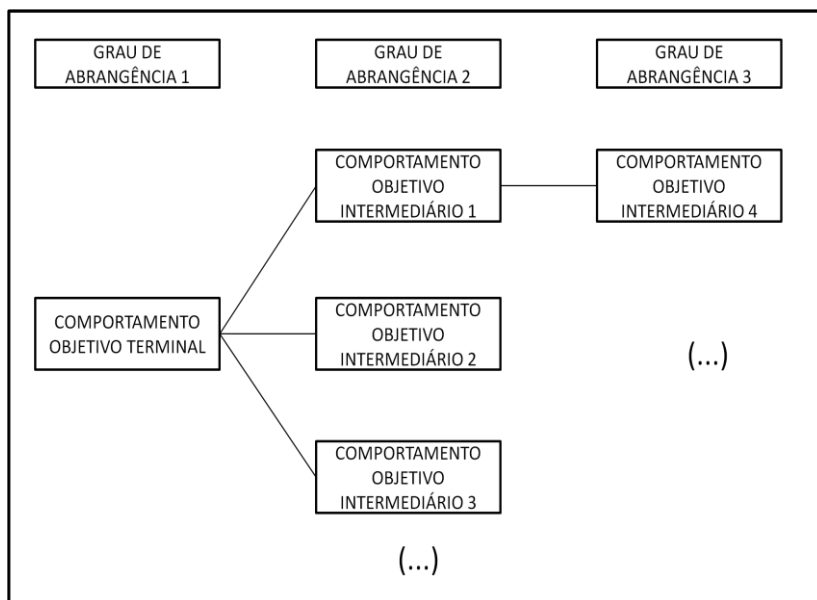 GRAU DE
ABRANGÊNCIA 1
GRAU DE
ABRANGÊNCIA 2
GRAU DE
ABRANGÊNCIA 3
COMPORTAMENTO
OBJETIVO
INTERMEDIÁRIO 1
COMPORTAMENTO
OBJETIVO
INTERMEDIÁRIO 4
COMPORTAMENTO
OBJETIVO TERMINAL
COMPORTAMENTO
OBJETIVO
INTERMEDIÁRIO 2
(...)
COMPORTAMENTO
OBJETIVO
INTERMEDIÁRIO 3
(...)